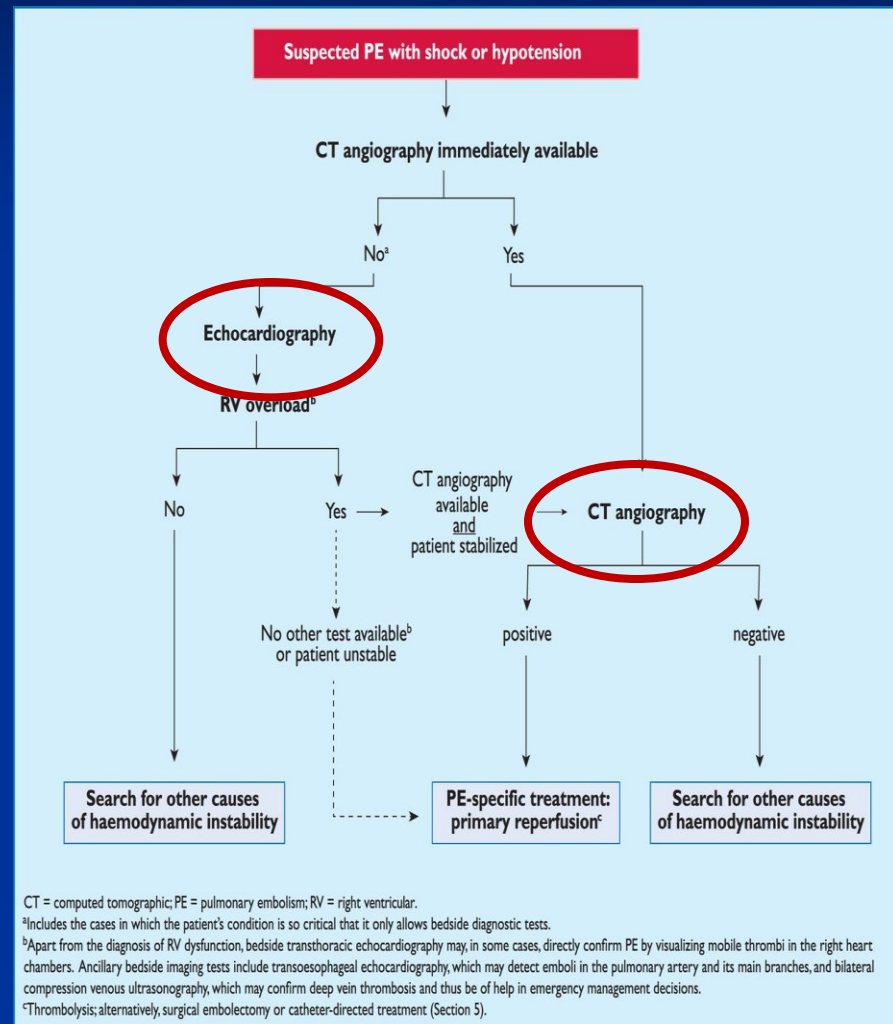 Suspected PE with shock or hypotension
CT angiography immediately available
Noᵃ
Yes
Echocardiography
RV overloadᵇ
No
Yes
CT angiography
available
and
patient stabilized
CT angiography
No other test availableᵇ
or patient unstable
positive
negative
Search for other causes
of haemodynamic instability
PE-specific treatment:
primary reperfusionᶜ
Search for other causes
of haemodynamic instability
CT = computed tomographic; PE = pulmonary embolism; RV = right ventricular.
ᵃIncludes the cases in which the patient's condition is so critical that it only allows bedside diagnostic tests.
ᵇApart from the diagnosis of RV dysfunction, bedside transthoracic echocardiography may, in some cases, directly confirm PE by visualizing mobile thrombi in the right heart
chambers. Ancillary bedside imaging tests include transoesophageal echocardiography, which may detect emboli in the pulmonary artery and its main branches, and bilateral
compression venous ultrasonography, which may confirm deep vein thrombosis and thus be of help in emergency management decisions.
ᶜThrombolysis; alternatively, surgical embolectomy or catheter-directed treatment (Section 5).